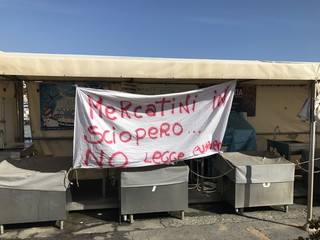 MERCATINI IN
SCIOPERO...
NO LEGGE